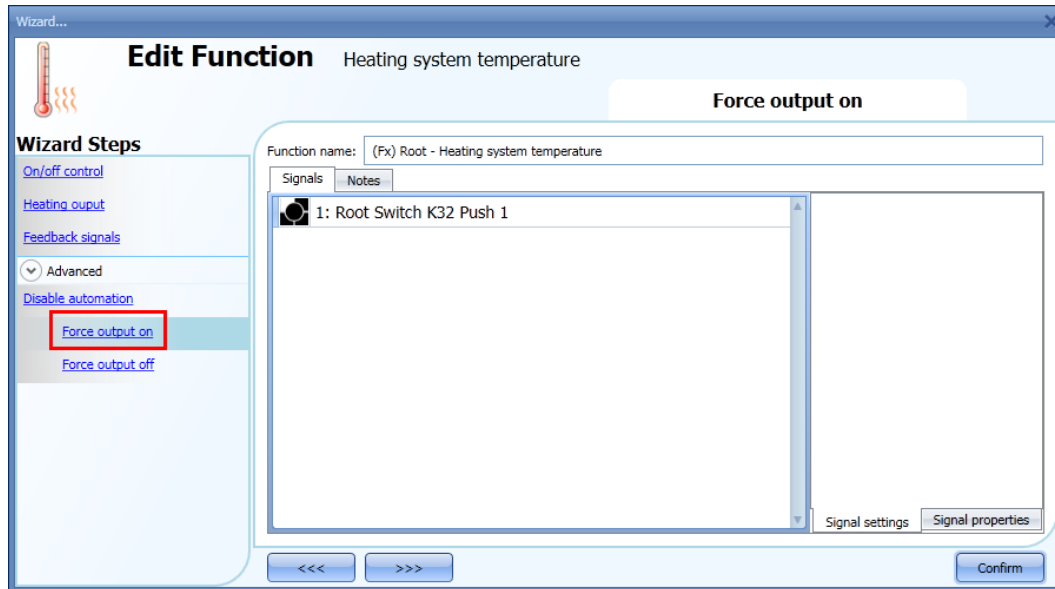 Wizard...
Edit Function Heating system temperature
Force output on
Wizard Steps
On/off control
Heating ouput
Feedback signals
Advanced
Disable automation
Force output on
Force output off
Function name: (Fx) Root - Heating system temperature
Signals Notes
1: Root Switch K32 Push 1
Signal settings Signal properties
<<< >>> Confirm